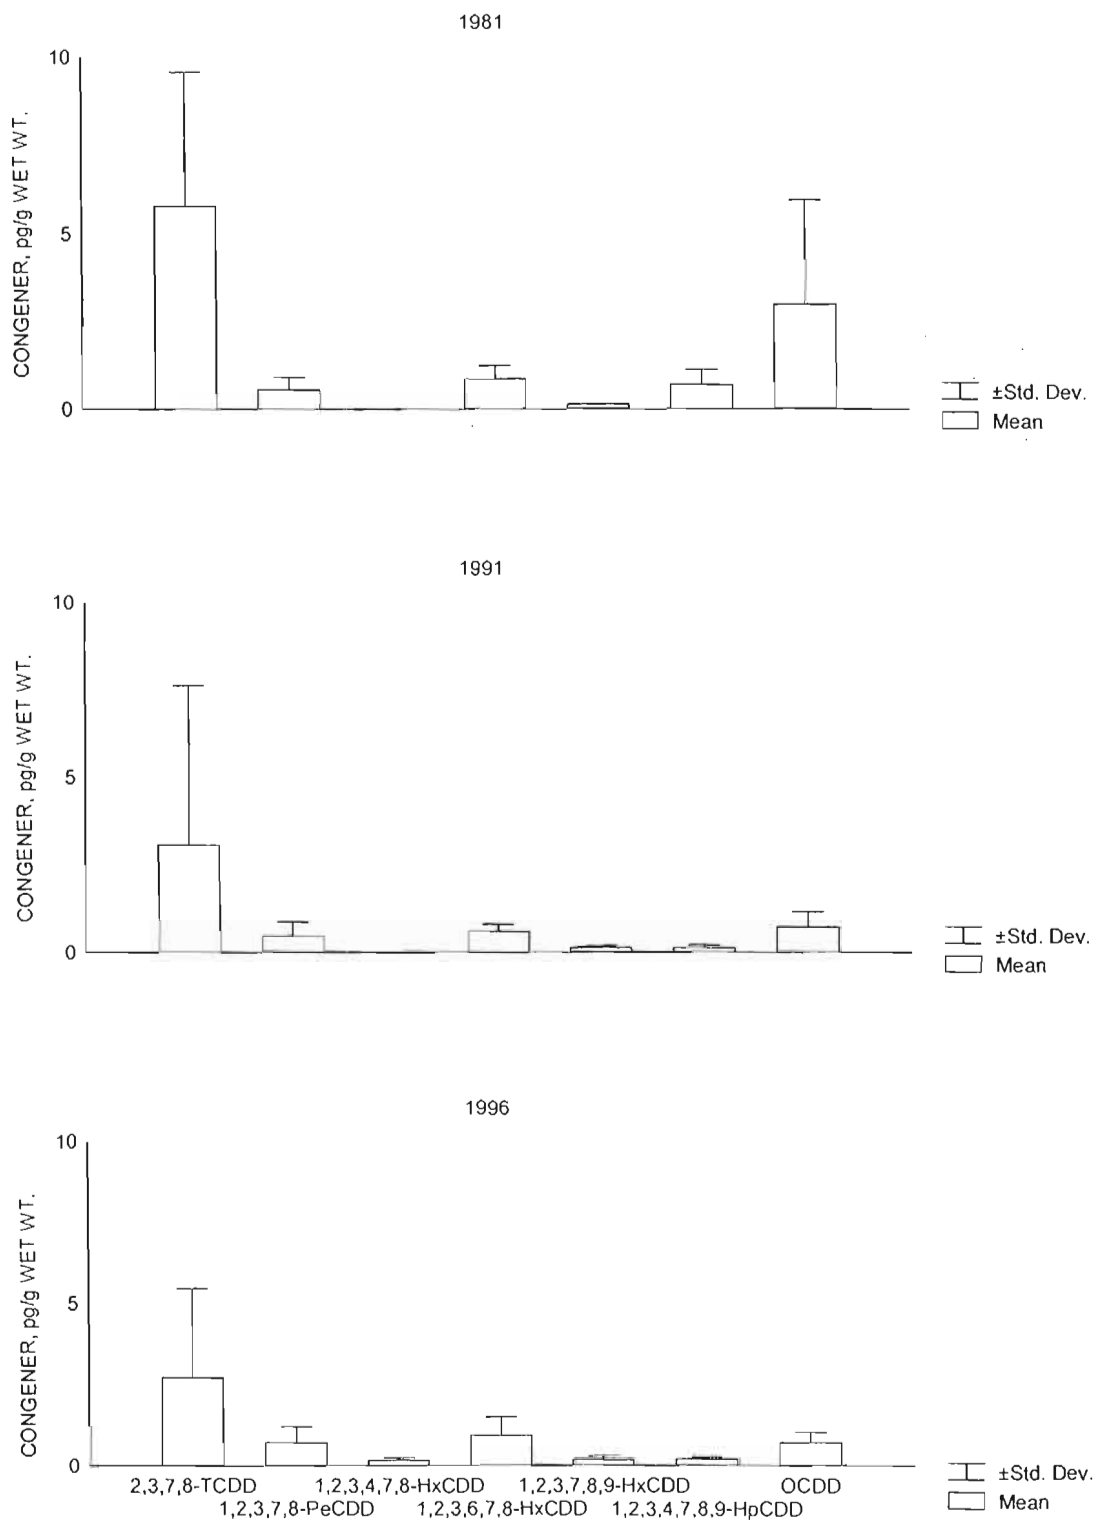 1981
10
5
0
CONGENER, pg/g WET WT.
±Std. Dev.
Mean
1991
10
5
0
CONGENER, pg/g WET WT.
±Std. Dev.
Mean
1996
10
5
0
CONGENER, pg/g WET WT.
2,3,7,8-TCDD 1,2,3,4,7,8-HxCDD 1,2,3,7,8,9-HxCDD OCDD
1,2,3,7,8-PeCDD 1,2,3,6,7,8-HxCDD 1,2,3,4,7,8,9-HpCDD
±Std. Dev.
Mean